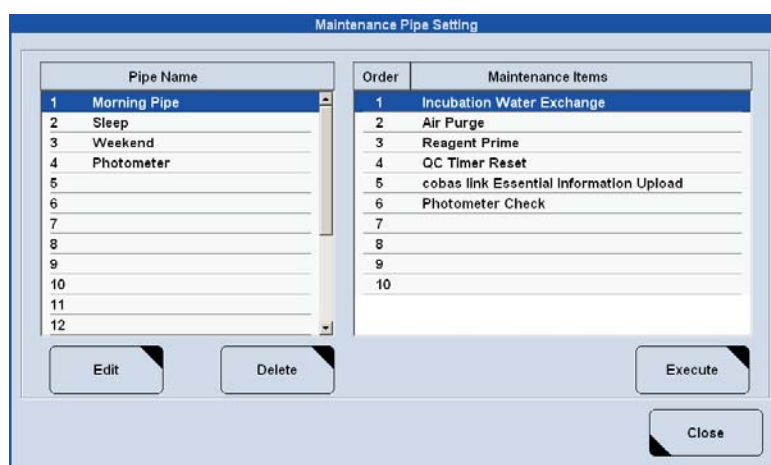 Maintenance Pipe Setting
Pipe Name
1 Morning Pipe
2 Sleep
3 Weekend
4 Photometer
5
6
7
8
9
10
11
12
Edit Delete
Order Maintenance Items
1 Incubation Water Exchange
2 Air Purge
3 Reagent Prime
4 QC Timer Reset
5 cobas link Essential Information Upload
6 Photometer Check
7
8
9
10
Execute
Close